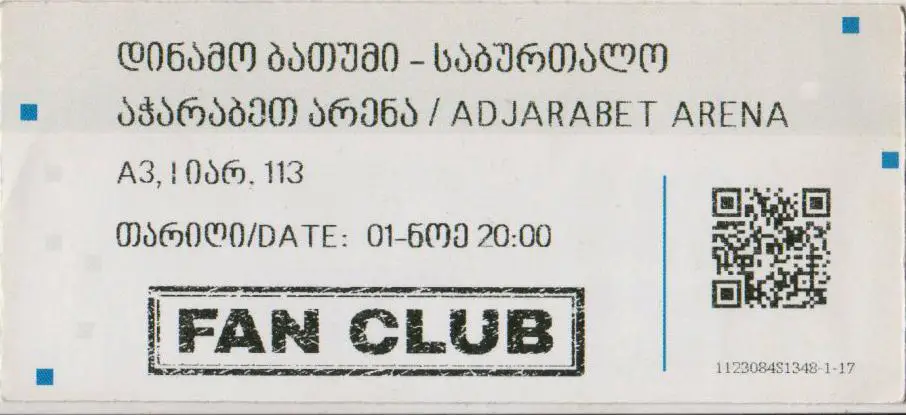 დინამო ბათუმი - საბურთალო
აჭარაბეთ არენა / ADJARABET ARENA
A3, I იარ. 113
თარიღი/DATE: 01-ნოე 20:00
FAN CLUB
1123084S1348-1-17